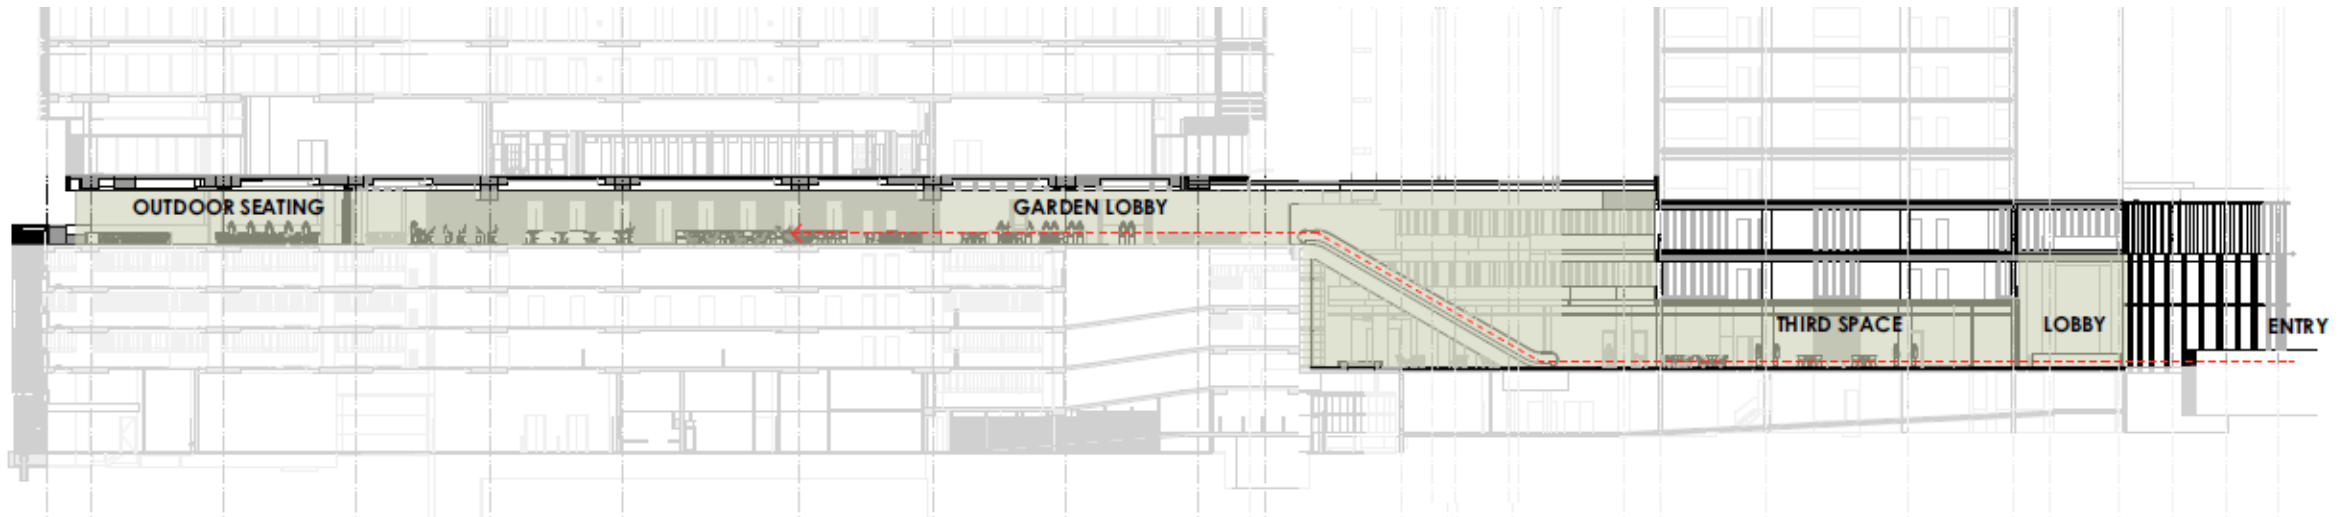 OUTDOOR SEATING
GARDEN LOBBY
THIRD SPACE
LOBBY
ENTRY